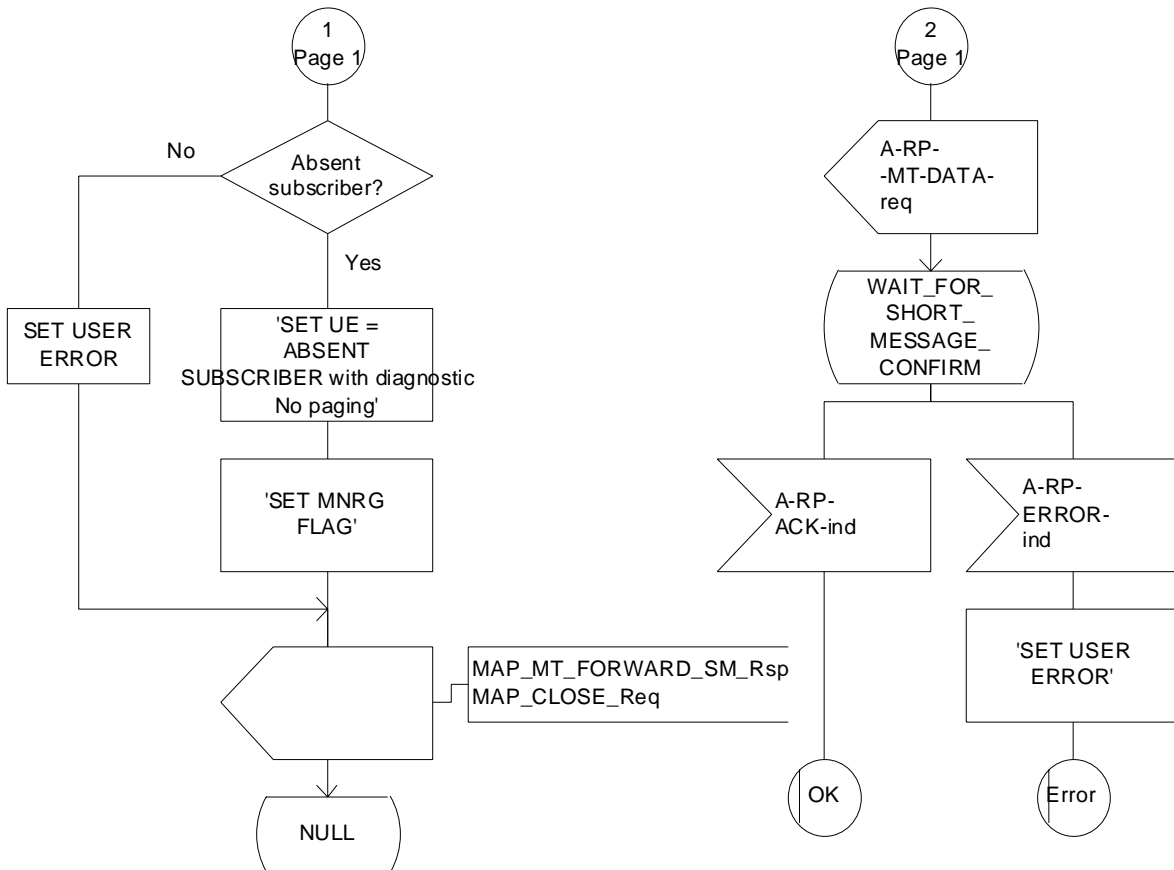 1
Page 1
No
Absent
subscriber?
Yes
SET USER
ERROR
'SET UE =
ABSENT
SUBSCRIBER with diagnostic
No paging'
'SET MNRG
FLAG'
MAP_MT_FORWARD_SM_Rsp
MAP_CLOSE_Req
NULL
2
Page 1
A-RP-
-MT-DATA-
req
WAIT_FOR_
SHORT_
MESSAGE_
CONFIRM
A-RP-
ACK-ind
A-RP-
ERROR-
ind
'SET USER
ERROR'
OK
Error